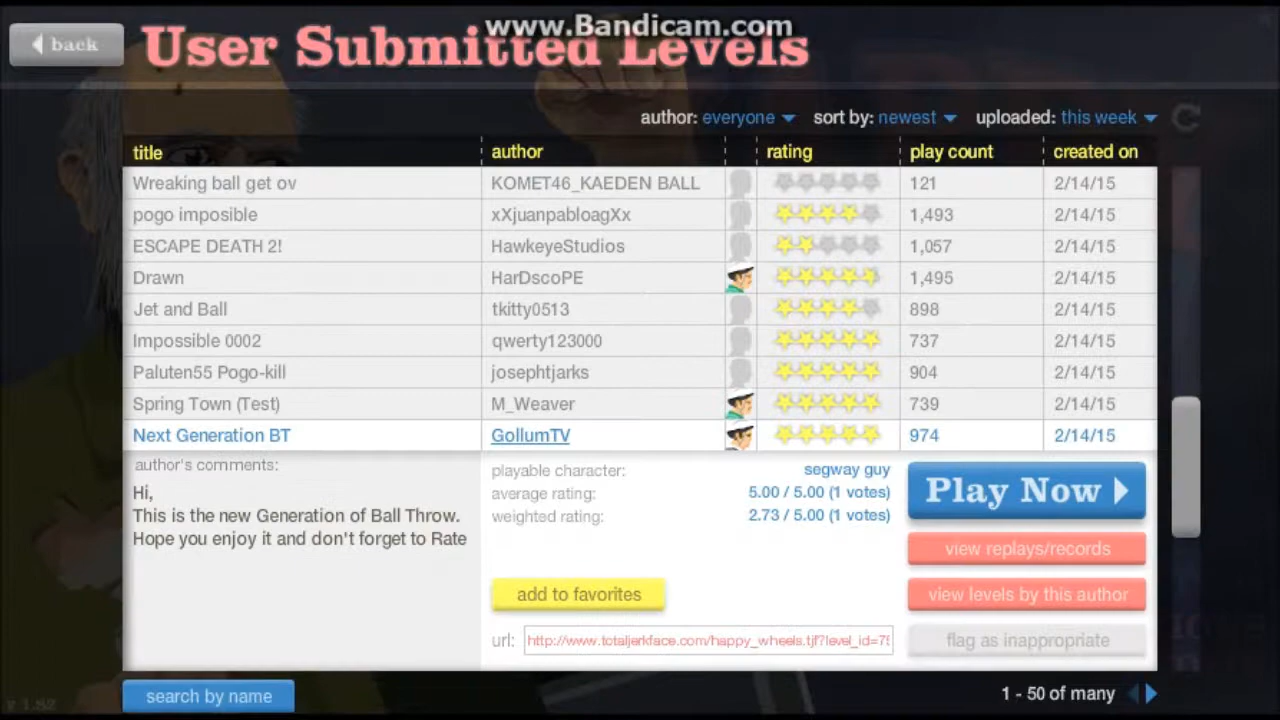 www.Bandicam.com
back
User Submitted Levels
author: everyone sort by: newest uploaded: this week
title author rating play count created on
Wreaking ball get ov KOMET46_KAEDEN BALL 121 2/14/15
pogo imposible xXjuanpabloagXx 1,493 2/14/15
ESCAPE DEATH 2! HawkeyeStudios 1,057 2/14/15
Drawn HarDscoPE 1,495 2/14/15
Jet and Ball tkitty0513 898 2/14/15
Impossible 0002 qwerty123000 737 2/14/15
Paluten55 Pogo-kill josephtjarks 904 2/14/15
Spring Town (Test) M_Weaver 739 2/14/15
Next Generation BT GollumTV 974 2/14/15
author's comments:
Hi,
This is the new Generation of Ball Throw.
Hope you enjoy it and don't forget to Rate
playable character: segway guy
average rating: 5.00 / 5.00 (1 votes)
weighted rating: 2.73 / 5.00 (1 votes)
add to favorites
url: http://www.totaljerkface.com/happy_wheels.tjf?level_id=79
Play Now
view replays/records
view levels by this author
flag as inappropriate
search by name
1 - 50 of many
v 1.52